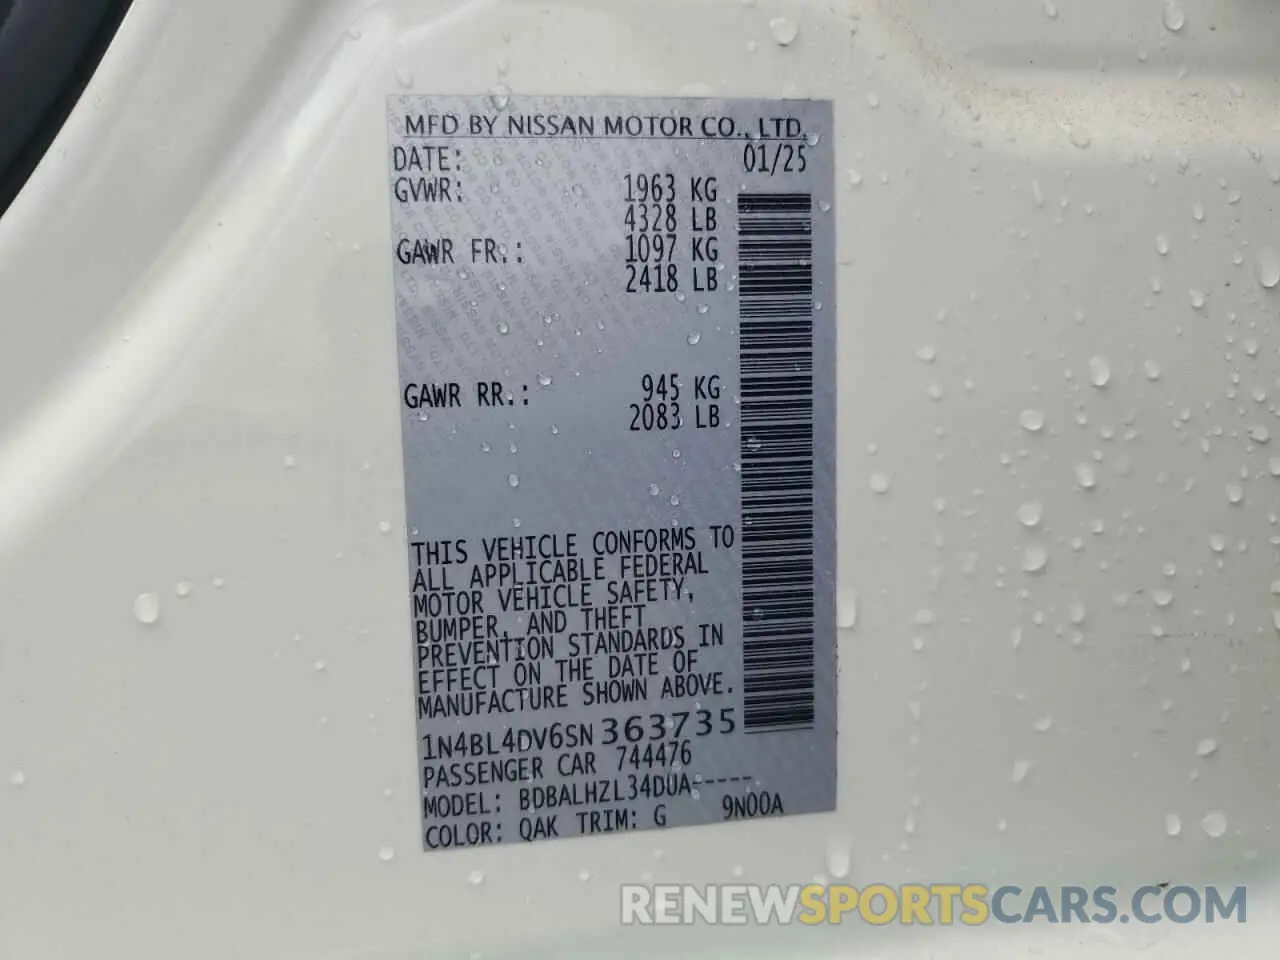 MFD BY NISSAN MOTOR CO., LTD.
DATE: 01/25
GVWR: 1963 KG
4328 LB
GAWR FR.: 1097 KG
2418 LB
GAWR RR.: 945 KG
2083 LB
THIS VEHICLE CONFORMS TO
ALL APPLICABLE FEDERAL
MOTOR VEHICLE SAFETY,
BUMPER, AND THEFT
PREVENTION STANDARDS IN
EFFECT ON THE DATE OF
MANUFACTURE SHOWN ABOVE.
1N4BL4DV6SN363735
PASSENGER CAR 744476
MODEL: BDBALHZL34DUA-----
COLOR: QAK TRIM: G 9N00A
RENEWSPORTSCARS.COM